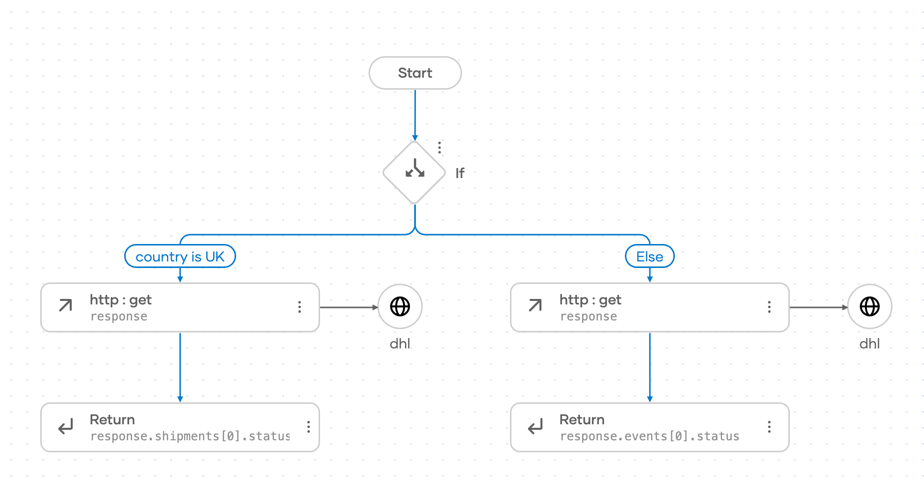 Start
If
country is UK
Else
http : get
response
dhl
http : get
response
dhl
Return
response.shipments[0].status
Return
response.events[0].status